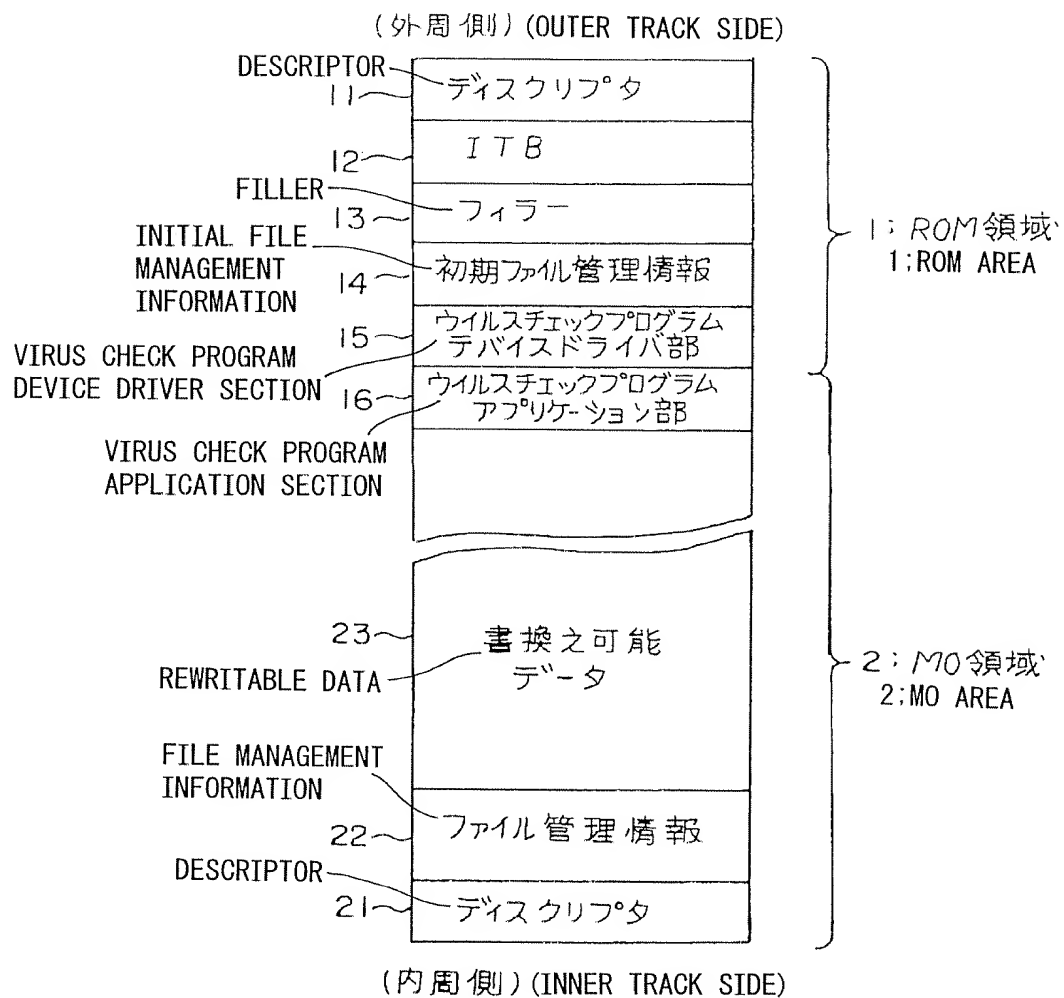 (外周側) (OUTER TRACK SIDE)
DESCRIPTOR
11
ディスクリプタ
12
ITB
FILLER
13
フィラー
INITIAL FILE
MANAGEMENT
INFORMATION
14
初期ファイル管理情報
1; ROM領域
1;ROM AREA
VIRUS CHECK PROGRAM
DEVICE DRIVER SECTION
15
ウイルスチェックプログラム
デバイスドライバ部
16
ウイルスチェックプログラム
アプリケーション部
VIRUS CHECK PROGRAM
APPLICATION SECTION
23
書換え可能
データ
REWRITABLE DATA
2; MO領域
2;MO AREA
FILE MANAGEMENT
INFORMATION
22
ファイル管理情報
DESCRIPTOR
21
ディスクリプタ
(内周側) (INNER TRACK SIDE)